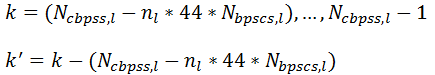 k = (N_{cbpss,l} − n_l * 44 * N_{bpscs,l}), … , N_{cbpss,l} − 1
k′ = k − (N_{cbpss,l} − n_l * 44 * N_{bpscs,l})